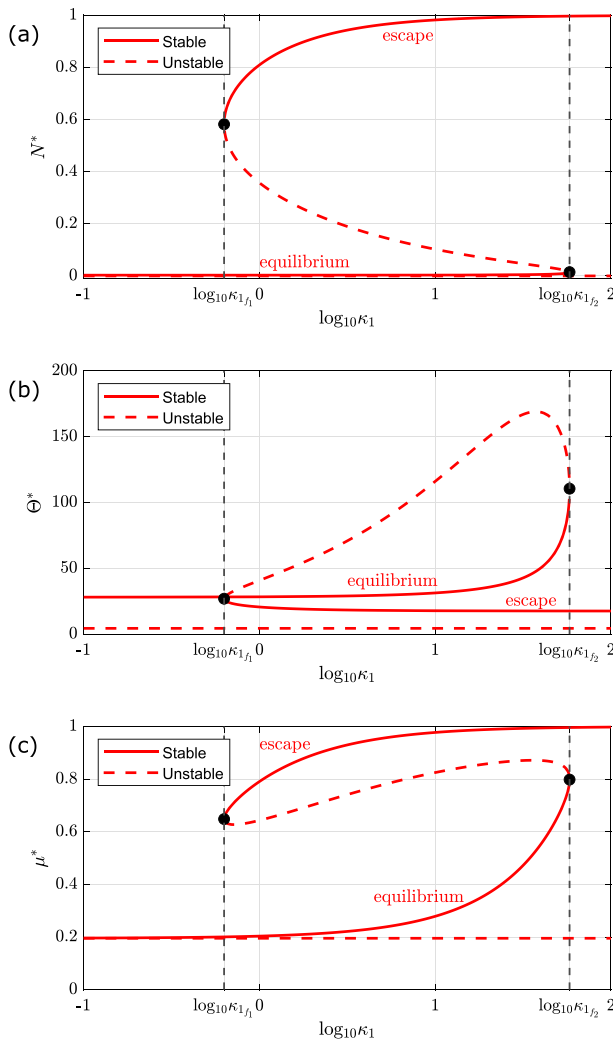 (a)
1
0.8
0.6
0.4
0.2
0
N*
Stable
Unstable
escape
equilibrium
-1 log₁₀κ₁f₁ 0 1 log₁₀κ₁f₂ 2
log₁₀κ₁
(b)
200
150
100
50
0
Θ*
Stable
Unstable
equilibrium
escape
-1 log₁₀κ₁f₁ 0 1 log₁₀κ₁f₂ 2
log₁₀κ₁
(c)
1
0.8
0.6
0.4
0.2
0
μ*
Stable
Unstable
escape
equilibrium
-1 log₁₀κ₁f₁ 0 1 log₁₀κ₁f₂ 2
log₁₀κ₁